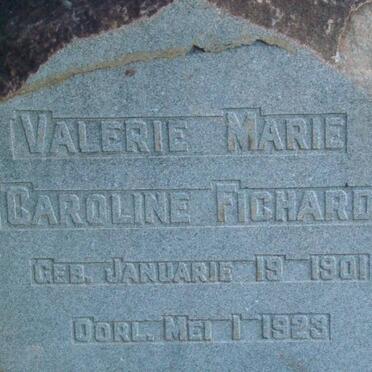 VALERIE MARIE
CAROLINE FICHARD
GEB. JANUARIE 19 1901
OORL. MEI 1 1923